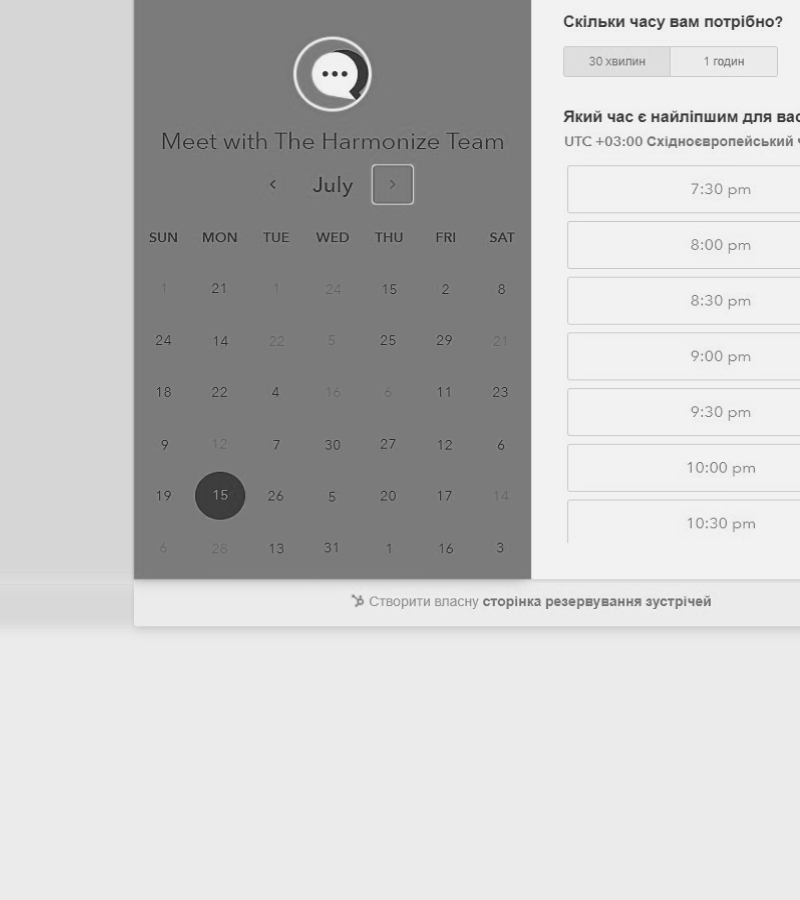 Meet with The Harmonize Team
July
SUN MON TUE WED THU FRI SAT
1 21 1 24 15 2 8
24 14 22 5 25 29 21
18 22 4 16 6 11 23
9 12 7 30 27 12 6
19 15 26 5 20 17 14
6 28 13 31 1 16 3
Скільки часу вам потрібно?
30 хвилин 1 годин
Який час є найліпшим для вас
UTC +03:00 Східноєвропейський
7:30 pm
8:00 pm
8:30 pm
9:00 pm
9:30 pm
10:00 pm
10:30 pm
Створити власну сторінка резервування зустрічей